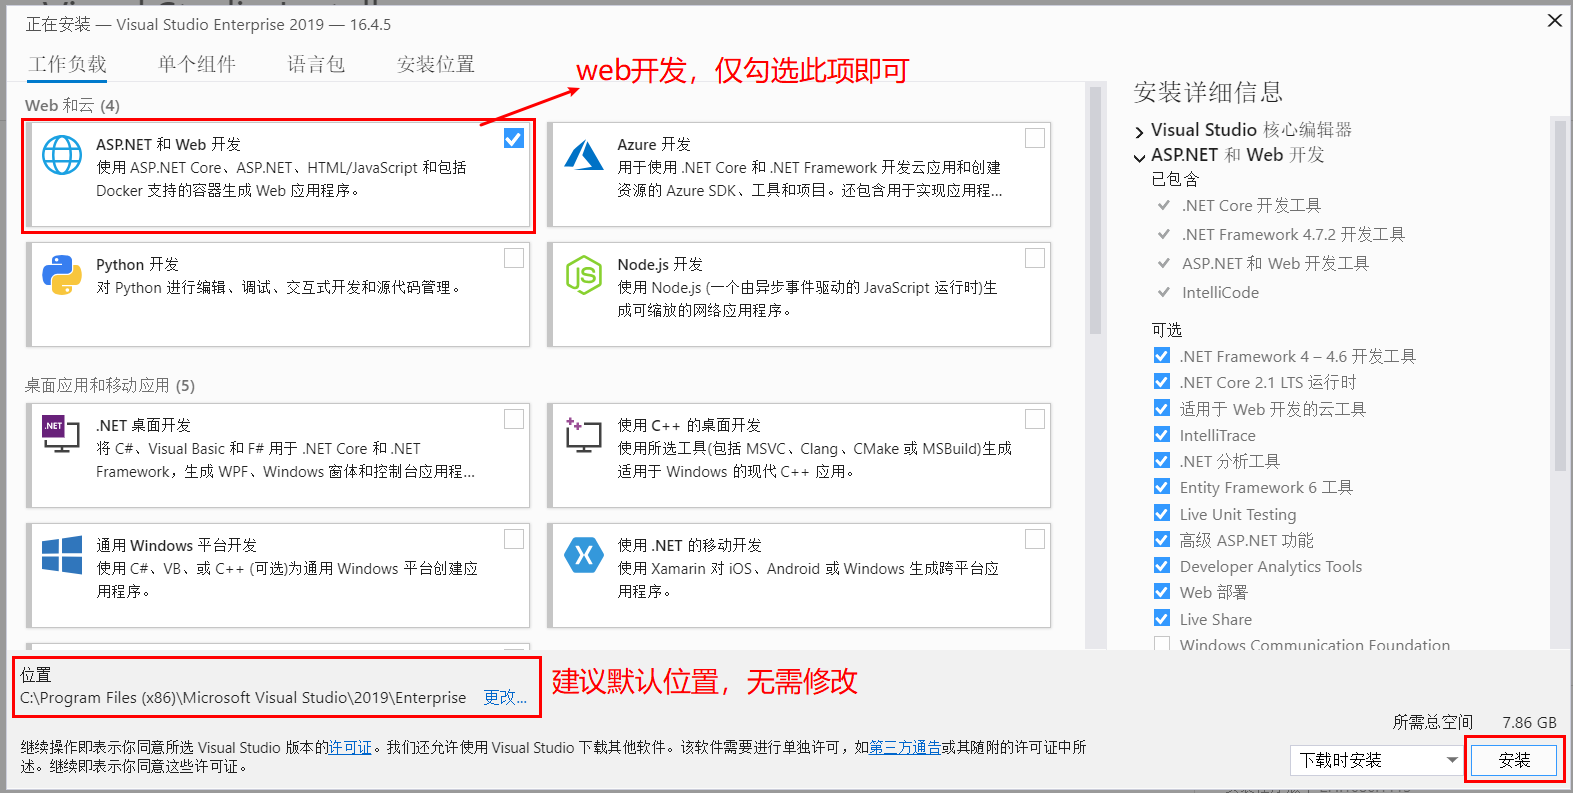 正在安装 — Visual Studio Enterprise 2019 — 16.4.5
工作负载 单个组件 语言包 安装位置
web开发，仅勾选此项即可
Web 和云 (4)
ASP.NET 和 Web 开发
使用 ASP.NET Core、ASP.NET、HTML/JavaScript 和包括
Docker 支持的容器生成 Web 应用程序。
Azure 开发
用于使用 .NET Core 和 .NET Framework 开发云应用和创建
资源的 Azure SDK、工具和项目。还包含用于实现应用程...
Python 开发
对 Python 进行编辑、调试、交互式开发和源代码管理。
Node.js 开发
使用 Node.js (一个由异步事件驱动的 JavaScript 运行时)生
成可缩放的网络应用程序。
桌面应用和移动应用 (5)
.NET
.NET 桌面开发
将 C#、Visual Basic 和 F# 用于 .NET Core 和 .NET
Framework，生成 WPF、Windows 窗体和控制台应用程...
使用 C++ 的桌面开发
使用所选工具(包括 MSVC、Clang、CMake 或 MSBuild)生成
适用于 Windows 的现代 C++ 应用。
通用 Windows 平台开发
使用 C#、VB、或 C++ (可选)为通用 Windows 平台创建应
用程序。
使用 .NET 的移动开发
使用 Xamarin 对 iOS、Android 或 Windows 生成跨平台应
用程序。
安装详细信息
Visual Studio 核心编辑器
ASP.NET 和 Web 开发
已包含
.NET Core 开发工具
.NET Framework 4.7.2 开发工具
ASP.NET 和 Web 开发工具
IntelliCode
可选
.NET Framework 4 – 4.6 开发工具
.NET Core 2.1 LTS 运行时
适用于 Web 开发的云工具
IntelliTrace
.NET 分析工具
Entity Framework 6 工具
Live Unit Testing
高级 ASP.NET 功能
Developer Analytics Tools
Web 部署
Live Share
Windows Communication Foundation
位置
C:\Program Files (x86)\Microsoft Visual Studio\2019\Enterprise 更改...
建议默认位置，无需修改
所需总空间 7.86 GB
继续操作即表示你同意所选 Visual Studio 版本的许可证。我们还允许使用 Visual Studio 下载其他软件。该软件需要进行单独许可，如第三方通告或其随附的许可证中所
述。继续即表示你同意这些许可证。
下载时安装 安装